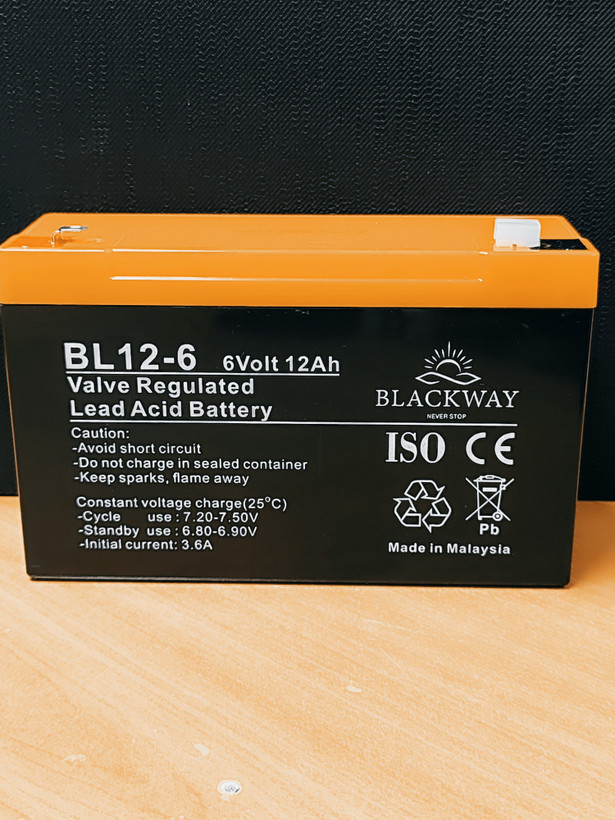 BL12-6 6Volt 12Ah
Valve Regulated
Lead Acid Battery
Caution:
-Avoid short circuit
-Do not charge in sealed container
-Keep sparks, flame away
Constant voltage charge(25°C)
-Cycle use : 7.20-7.50V
-Standby use : 6.80-6.90V
-Initial current: 3.6A
BLACKWAY
NEVER STOP
ISO CE
Pb
Made in Malaysia